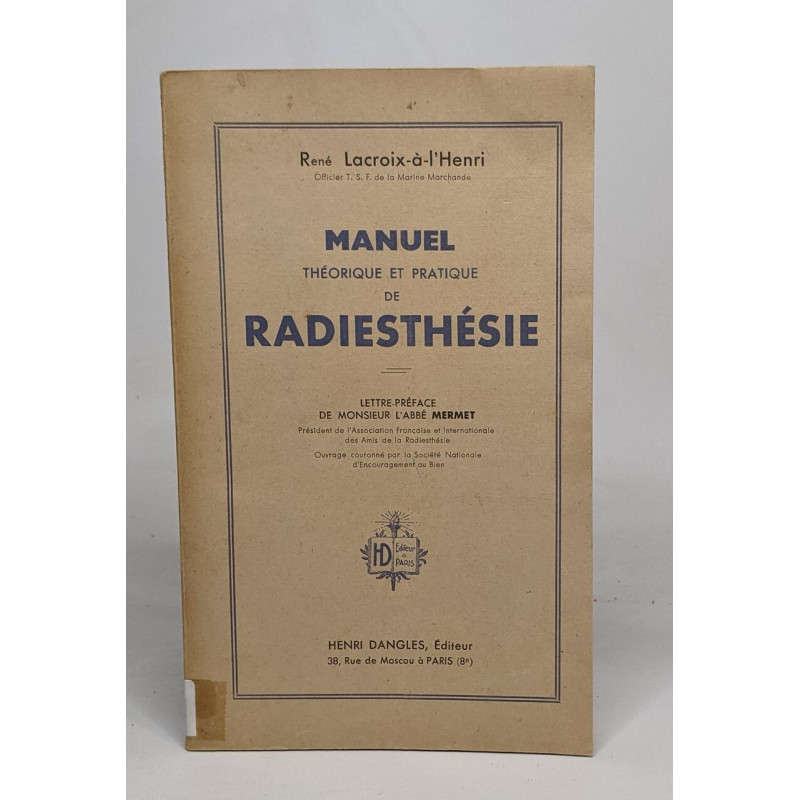 René Lacroix-à-l'Henri
Officier T. S. F. de la Marine Marchande
MANUEL
THÉORIQUE ET PRATIQUE
DE
RADIESTHÉSIE
LETTRE-PRÉFACE
DE MONSIEUR L'ABBÉ MERMET
Président de l'Association Française et Internationale
des Amis de la Radiesthésie
Ouvrage couronné par la Société Nationale
d'Encouragement au Bien
HD
Éditeur
à
PARIS
HENRI DANGLES, Éditeur
38, Rue de Moscou à PARIS (8e)